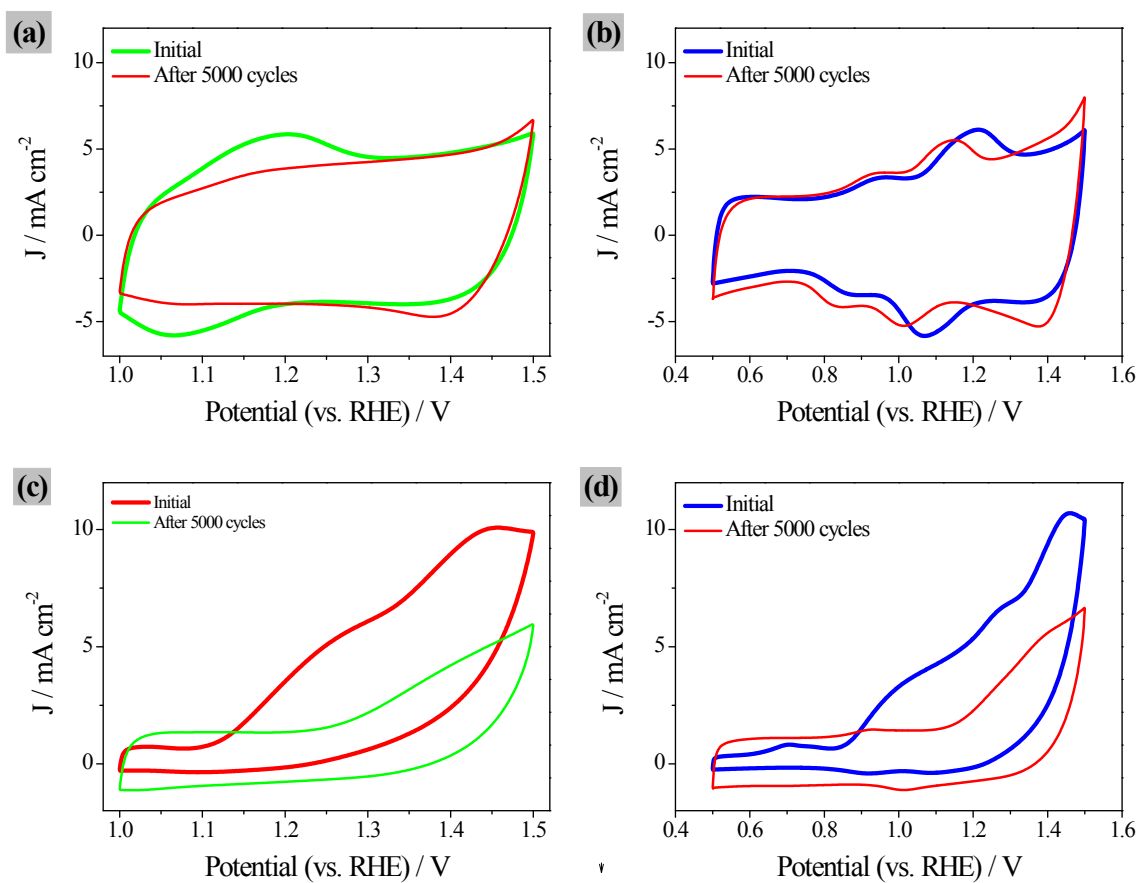 (a)
Initial
After 5000 cycles
10
5
0
-5
J / mA cm-2
1.0 1.1 1.2 1.3 1.4 1.5
Potential (vs. RHE) / V
(b)
Initial
After 5000 cycles
10
5
0
-5
J / mA cm-2
0.4 0.6 0.8 1.0 1.2 1.4 1.6
Potential (vs. RHE) / V
(c)
Initial
After 5000 cycles
10
5
0
J / mA cm-2
1.0 1.1 1.2 1.3 1.4 1.5
Potential (vs. RHE) / V
(d)
Initial
After 5000 cycles
10
5
0
J / mA cm-2
0.4 0.6 0.8 1.0 1.2 1.4 1.6
Potential (vs. RHE) / V